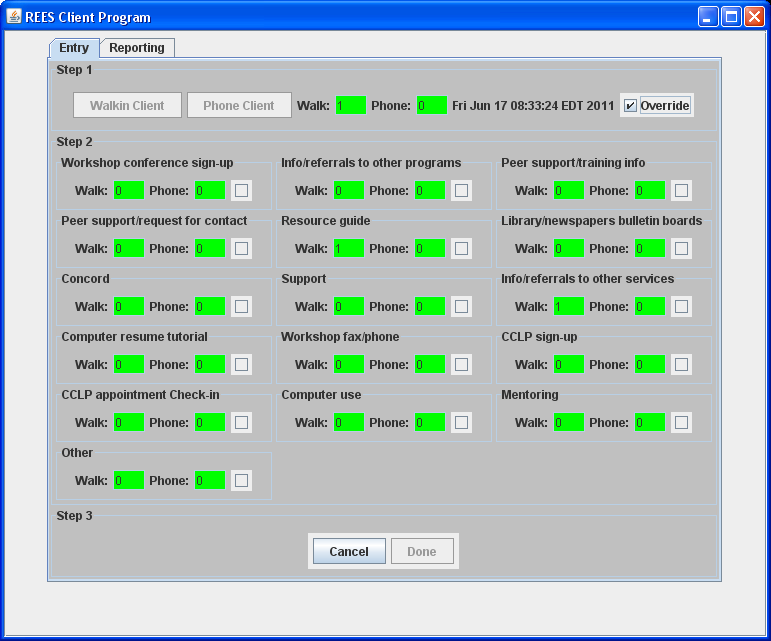 REES Client Program
Entry Reporting
Step 1
Walkin Client Phone Client Walk: 1 Phone: 0 Fri Jun 17 08:33:24 EDT 2011 Override
Step 2
Workshop conference sign-up Info/referrals to other programs Peer support/training info
Walk: 0 Phone: 0 Walk: 0 Phone: 0 Walk: 0 Phone: 0
Peer support/request for contact Resource guide Library/newspapers bulletin boards
Walk: 0 Phone: 0 Walk: 1 Phone: 0 Walk: 0 Phone: 0
Concord Support Info/referrals to other services
Walk: 0 Phone: 0 Walk: 0 Phone: 0 Walk: 1 Phone: 0
Computer resume tutorial Workshop fax/phone CCLP sign-up
Walk: 0 Phone: 0 Walk: 0 Phone: 0 Walk: 0 Phone: 0
CCLP appointment Check-in Computer use Mentoring
Walk: 0 Phone: 0 Walk: 0 Phone: 0 Walk: 0 Phone: 0
Other
Walk: 0 Phone: 0
Step 3
Cancel Done